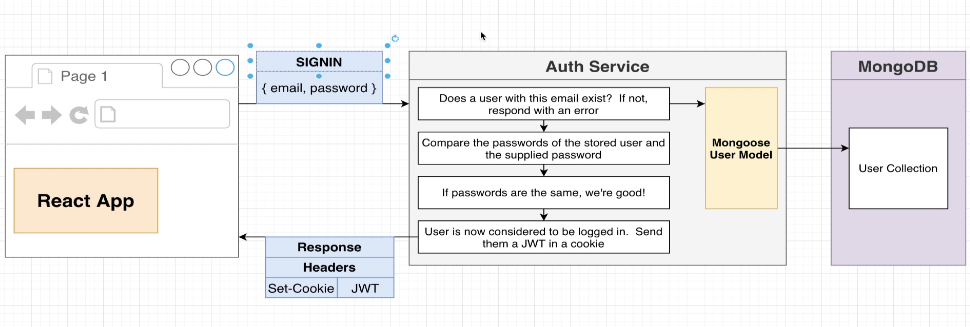 Page 1
React App
SIGNIN
{ email, password }
Response
Headers
Set-Cookie
JWT
Auth Service
Does a user with this email exist?  If not,
respond with an error
Compare the passwords of the stored user and
the supplied password
If passwords are the same, we're good!
User is now considered to be logged in.  Send
them a JWT in a cookie
Mongoose
User Model
MongoDB
User Collection